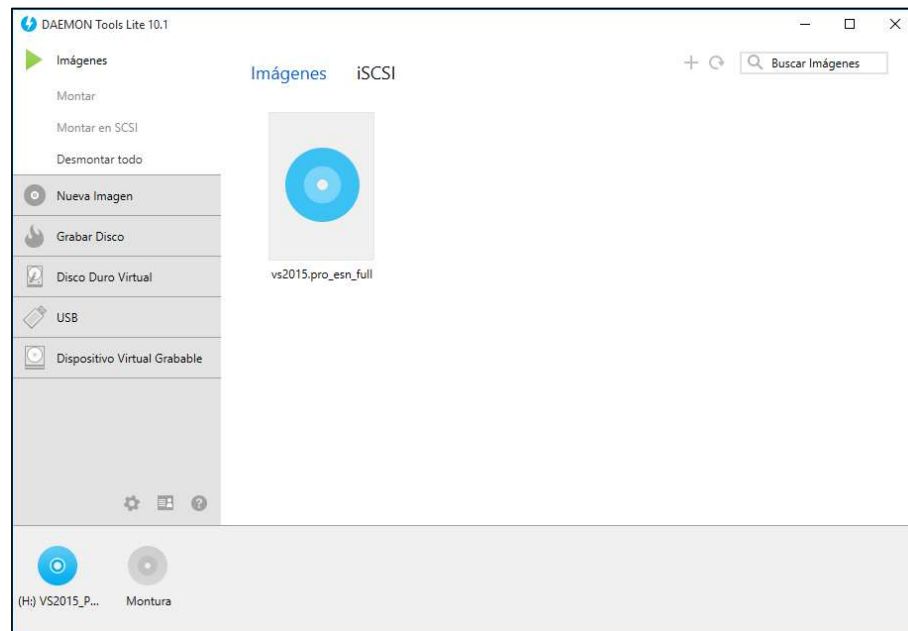 DAEMON Tools Lite 10.1
Imágenes
Montar
Montar en SCSI
Desmontar todo
Nueva Imagen
Grabar Disco
Disco Duro Virtual
USB
Dispositivo Virtual Grabable
Imágenes iSCSI
Buscar Imágenes
vs2015.pro_esn_full
(H:) VS2015_P...
Montura